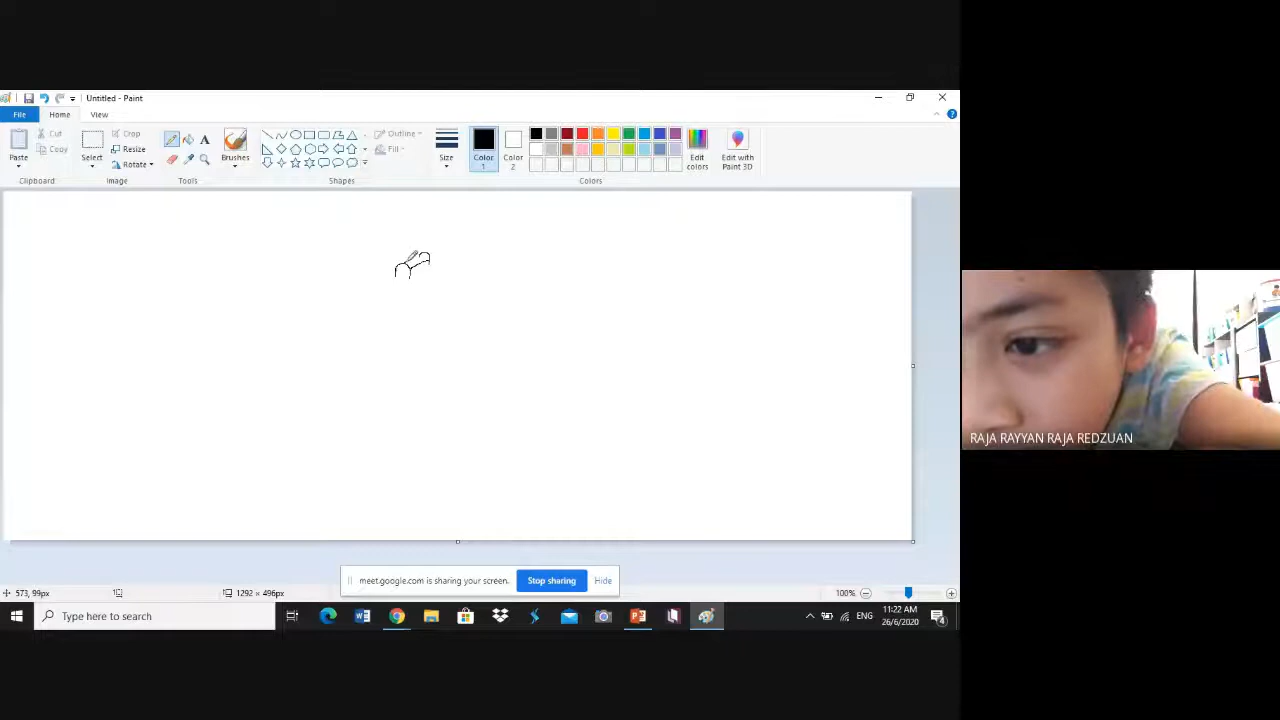 Untitled - Paint
File
Home
View
Paste
Cut
Copy
Clipboard
Select
Crop
Resize
Rotate
Image
A
Tools
Brushes
Outline
Fill
Shapes
Size
Color 1
Color 2
Edit colors
Colors
Edit with Paint 3D
RAJA RAYYAN RAJA REDZUAN
meet.google.com is sharing your screen.
Stop sharing
Hide
573, 99px
1292 × 496px
100%
Type here to search
ENG
11:22 AM
26/6/2020
4